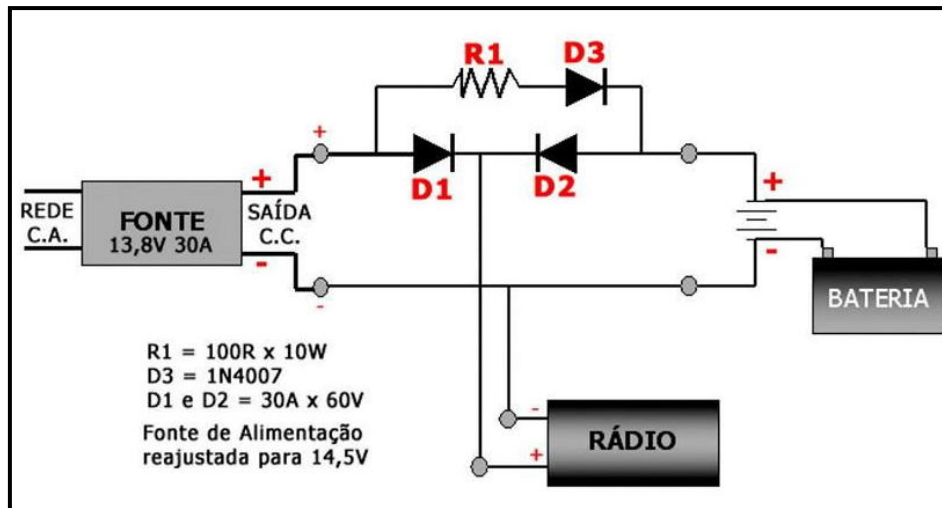 R1
D3
+
D1
D2
REDE
C.A.
FONTE
13,8V 30A
+
SAÍDA
C.C.
-
-
+
-
BATERIA
R1 = 100R x 10W
D3 = 1N4007
D1 e D2 = 30A x 60V
Fonte de Alimentação
reajustada para 14,5V
-
+
RÁDIO